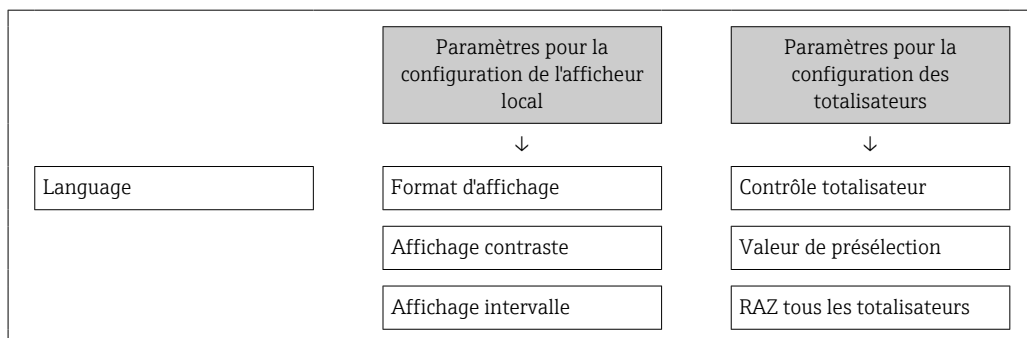 Paramètres pour la
configuration de l'afficheur
local
Paramètres pour la
configuration des
totalisateurs
↓
↓
Language
Format d'affichage
Contrôle totalisateur
Affichage contraste
Valeur de présélection
Affichage intervalle
RAZ tous les totalisateurs